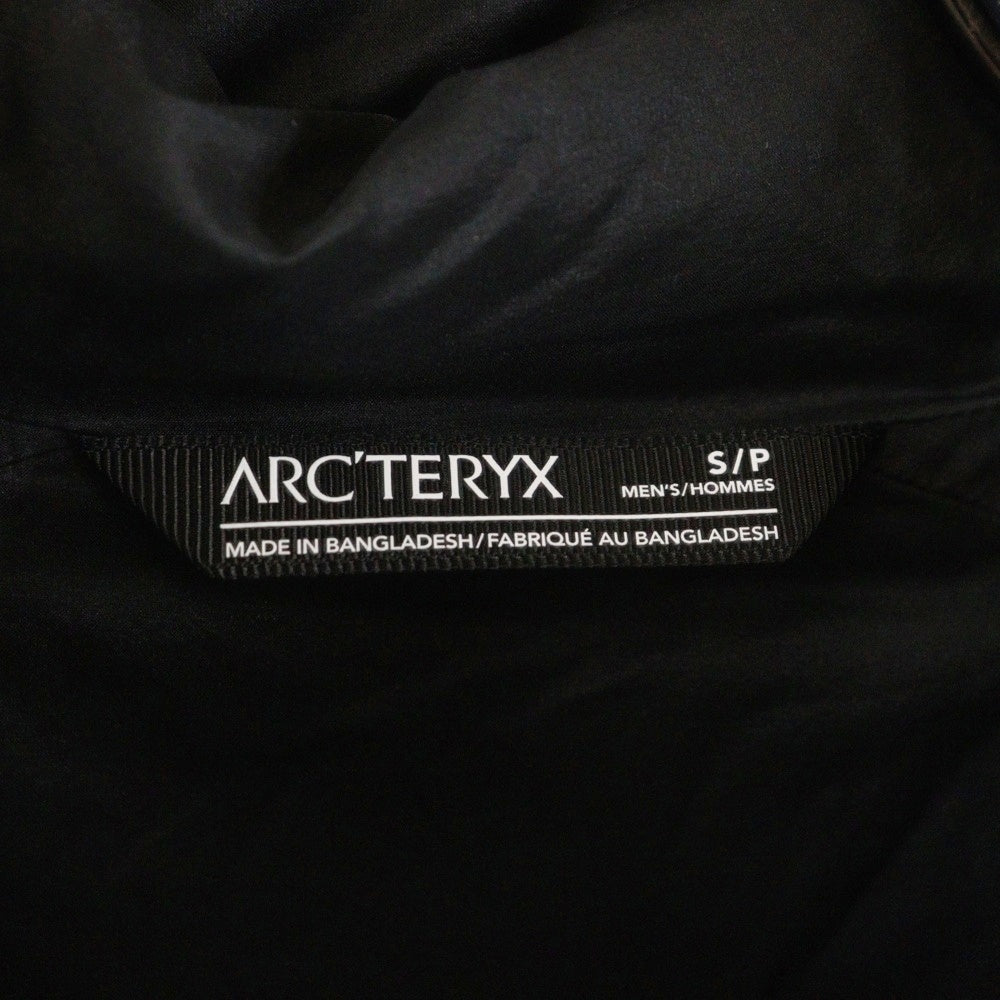 ARC'TERYX
S/P
MEN'S/HOMMES
MADE IN BANGLADESH/FABRIQUÉ AU BANGLADESH